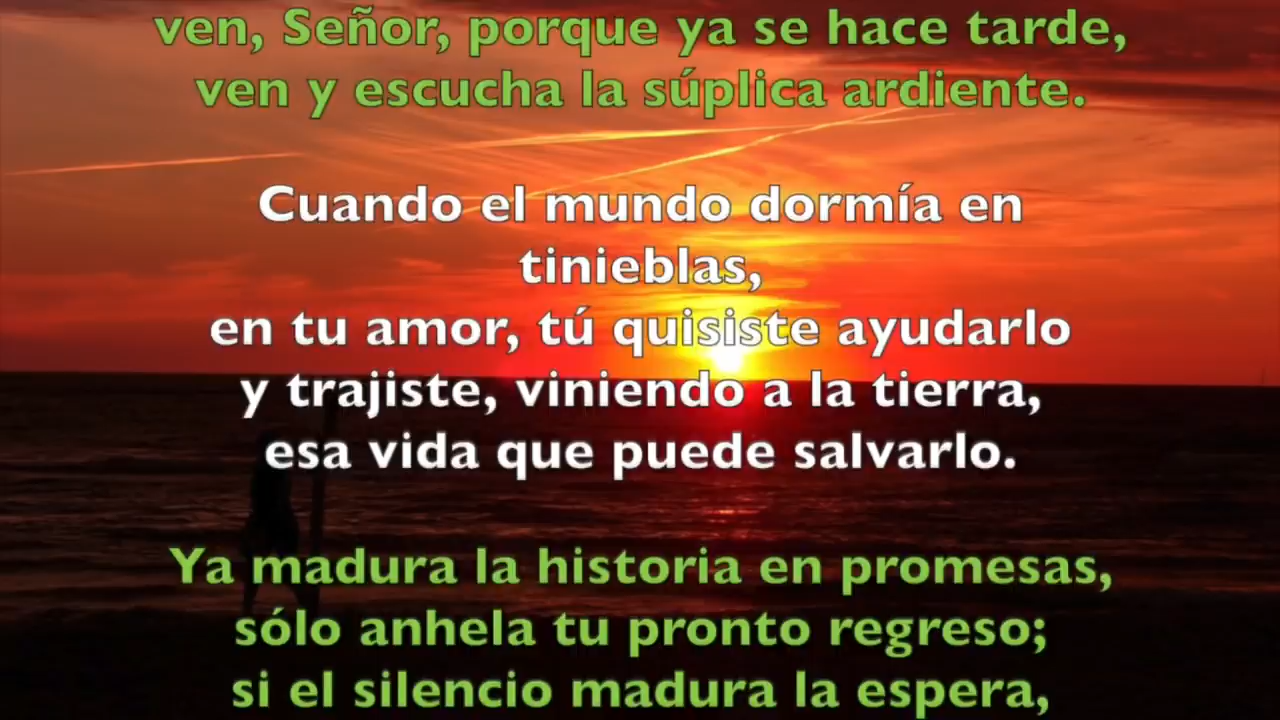 ven, Señor, porque ya se hace tarde,
ven y escucha la súplica ardiente.
Cuando el mundo dormía en
tinieblas,
en tu amor, tú quisiste ayudarlo
y trajiste, viniendo a la tierra,
esa vida que puede salvarlo.
Ya madura la historia en promesas,
sólo anhela tu pronto regreso;
si el silencio madura la espera,